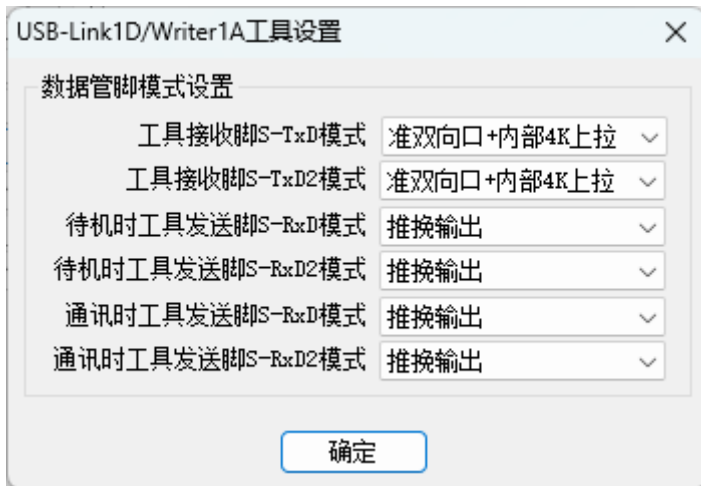 USB-Link1D/Writer1A工具设置
数据管脚模式设置
工具接收脚S-TxD模式 准双向口+内部4K上拉
工具接收脚S-TxD2模式 准双向口+内部4K上拉
待机时工具发送脚S-RxD模式 推挽输出
待机时工具发送脚S-RxD2模式 推挽输出
通讯时工具发送脚S-RxD模式 推挽输出
通讯时工具发送脚S-RxD2模式 推挽输出
确定